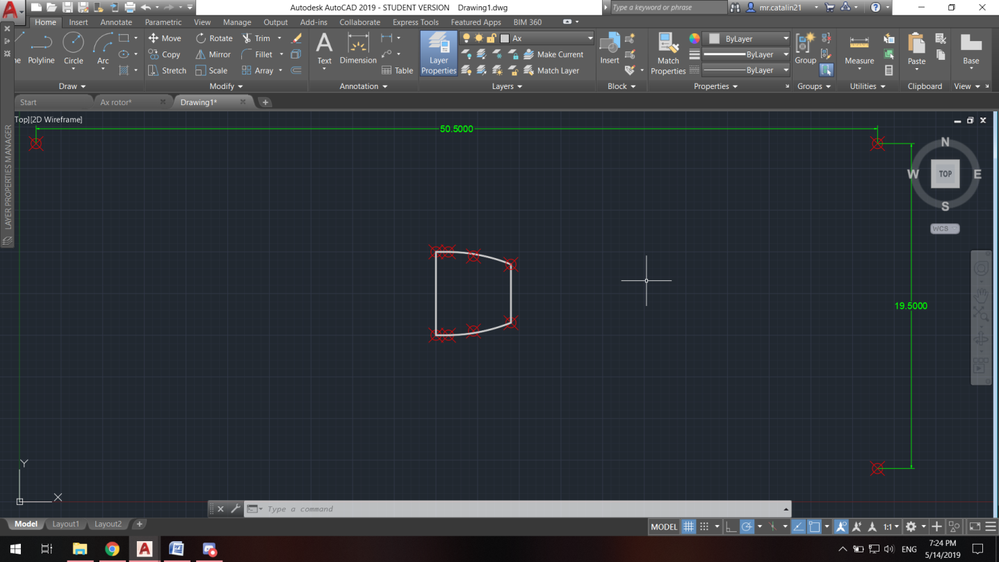 Autodesk AutoCAD 2019 - STUDENT VERSION Drawing1.dwg
Type a keyword or phrase
mr.catalin21
Home Insert Annotate Parametric View Manage Output Add-ins Collaborate Express Tools Featured Apps BIM 360
Polyline Circle Arc
Move Rotate Trim
Copy Mirror Fillet
Stretch Scale Array
Text Dimension Table
Layer Properties
Ax
Make Current
Match Layer
Insert
Match Properties
ByLayer
ByLayer
ByLayer
Group
Measure
Paste
Base
Draw Modify Annotation Layers Block Properties Groups Utilities Clipboard View
Start Ax rotor* Drawing1*
Top][2D Wireframe]
LAYER PROPERTIES MANAGER
50.5000
N
W TOP E
S
WCS
19.5000
Y
X
Type a command
Model Layout1 Layout2
MODEL 1:1
ENG
7:24 PM
5/14/2019